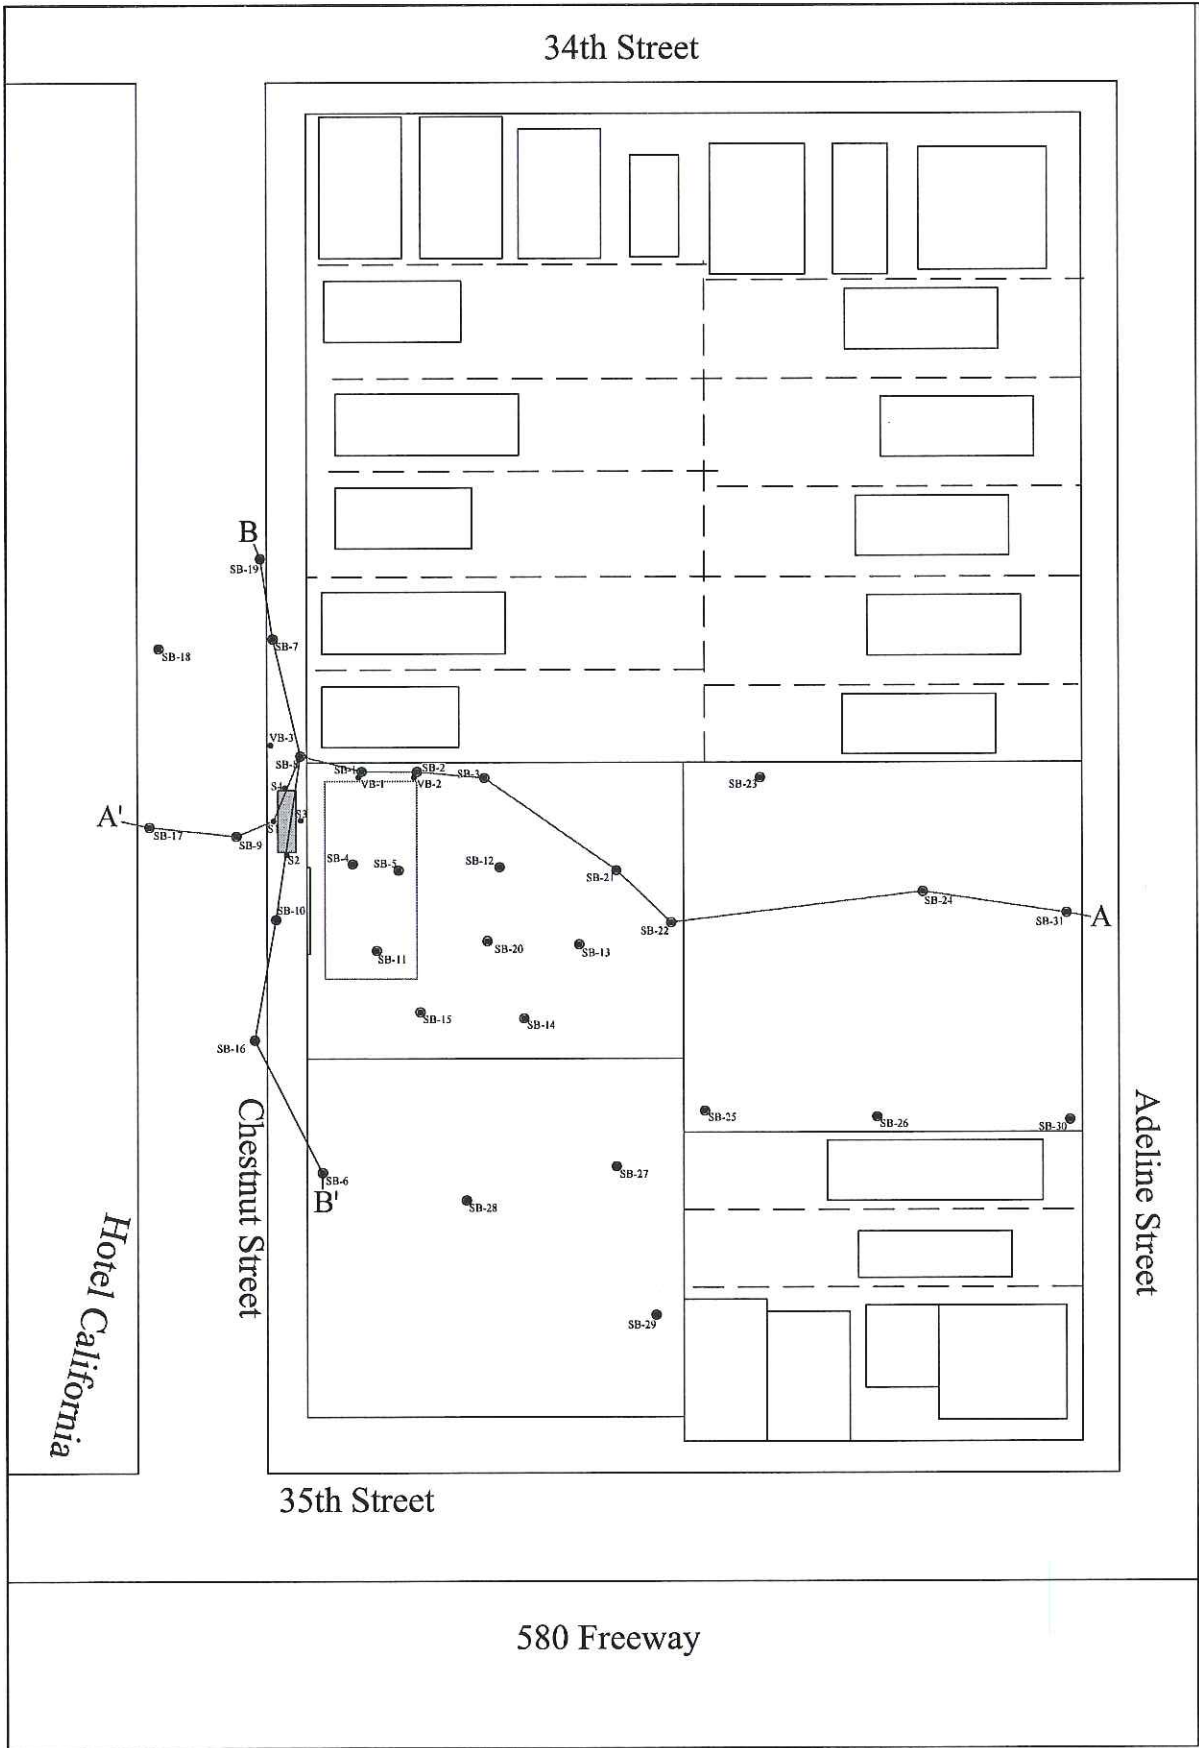 34th Street
B
SB-19
SB-7
SB-18
VB-3
SB-8
SB-1
VB-1
SB-2
VB-2
SB-3
SB-23
S4
A'
SB-17
SB-9
S1
S3
S2
SB-4
SB-5
SB-12
SB-21
SB-24
SB-10
SB-22
SB-31
A
SB-11
SB-20
SB-13
SB-15
SB-14
SB-16
SB-25
SB-26
SB-30
Chestnut Street
Adeline Street
SB-6
B'
SB-27
SB-28
Hotel California
SB-29
35th Street
580 Freeway